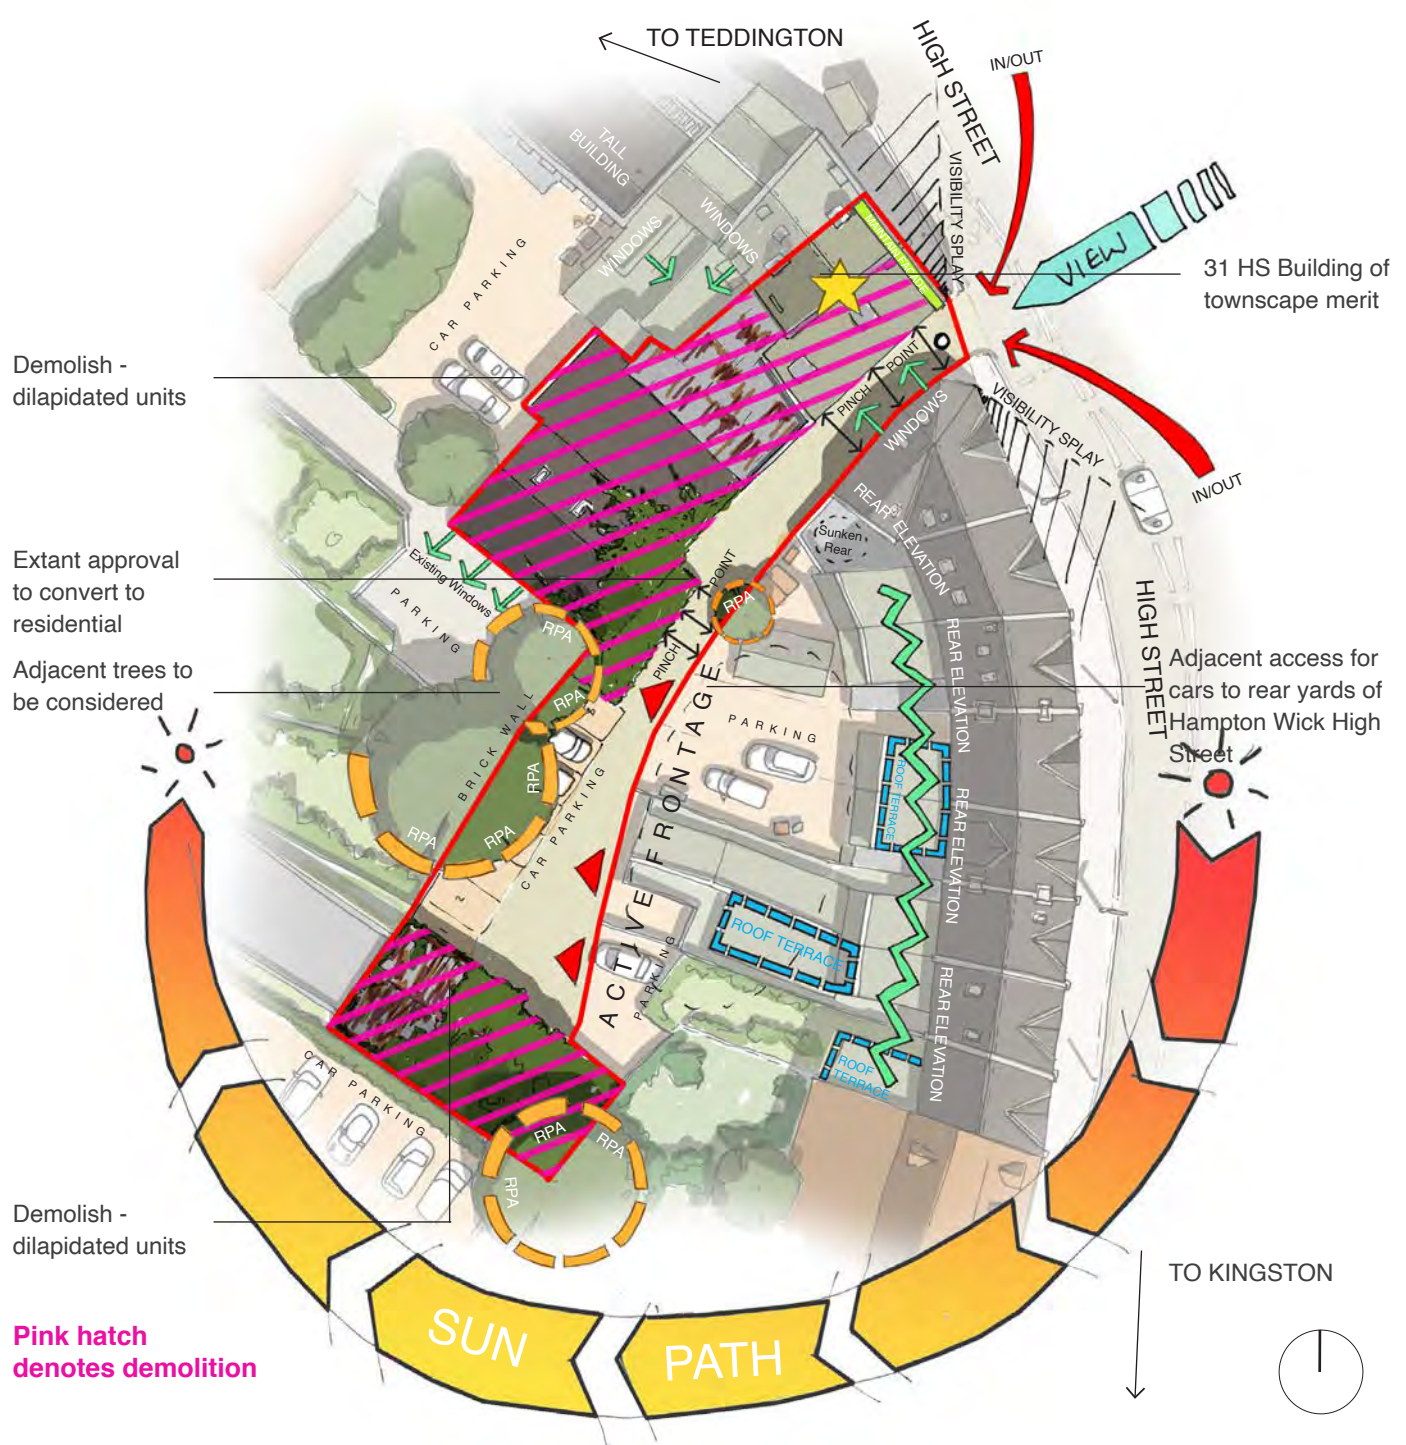 TO TEDDINGTON
HIGH STREET
IN/OUT
TALL
BUILDING
VISIBILITY SPLAY
WINDOWS
WINDOWS
MAINTAIN FACADE
VIEW
31 HS Building of
townscape merit
CAR PARKING
Demolish -
dilapidated units
PINCH POINT
WINDOWS
VISIBILITY SPLAY
IN/OUT
REAR ELEVATION
Sunken
Rear
Existing Windows
PARKING
Extant approval
to convert to
residential
PINCH POINT
RPA
RPA
RPA
HIGH STREET
REAR ELEVATION
Adjacent trees to
be considered
Adjacent access for
cars to rear yards of
Hampton Wick High
Street
BRICK WALL
PARKING
ACTIVE FRONTAGE
ROOF TERRACE
REAR ELEVATION
RPA
RPA
RPA
CAR PARKING
2
ROOF TERRACE
PARKING
REAR ELEVATION
ROOF
TERRACE
CAR PARKING
RPA
RPA
RPA
Demolish -
dilapidated units
TO KINGSTON
Pink hatch
denotes demolition
SUN PATH